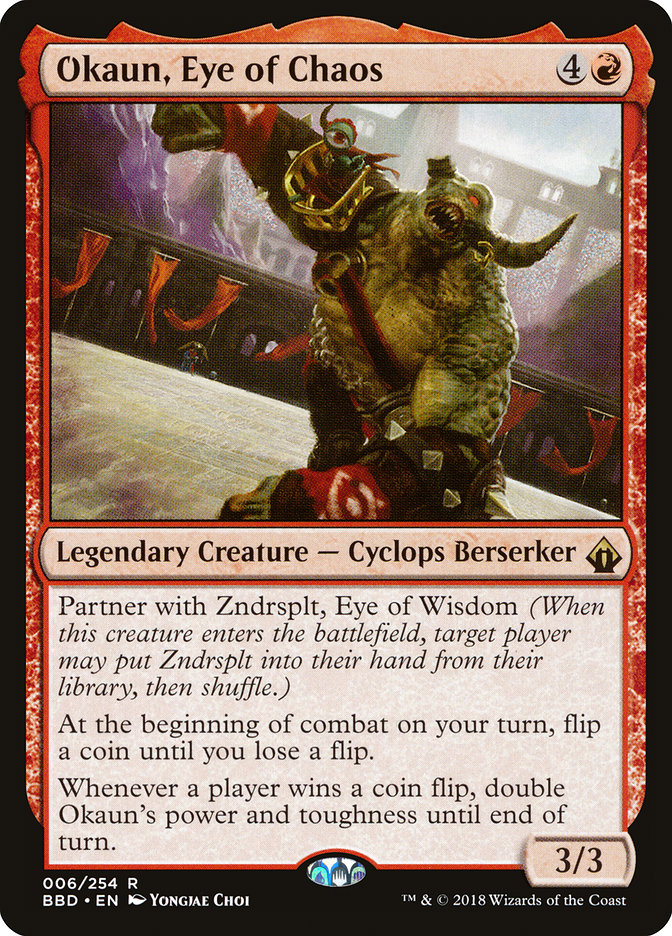 Okaun, Eye of Chaos 4
Legendary Creature — Cyclops Berserker
Partner with Zndrsplt, Eye of Wisdom (When
this creature enters the battlefield, target player
may put Zndrsplt into their hand from their
library, then shuffle.)
At the beginning of combat on your turn, flip
a coin until you lose a flip.
Whenever a player wins a coin flip, double
Okaun's power and toughness until end of
turn.
3/3
006/254 R
BBD • EN Yongjae Choi
™ & © 2018 Wizards of the Coast